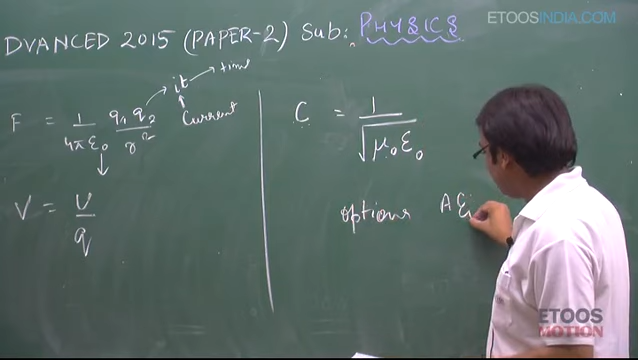 ETOOSINDIA.COM
DVANCED 2015 (PAPER-2) Sub: PHYSICS
F = 1/4πε₀ q₁q₂/r²
it → time
Current
V = U/q
C = 1/√μ₀ε₀
options A
ETOOS
MOTION